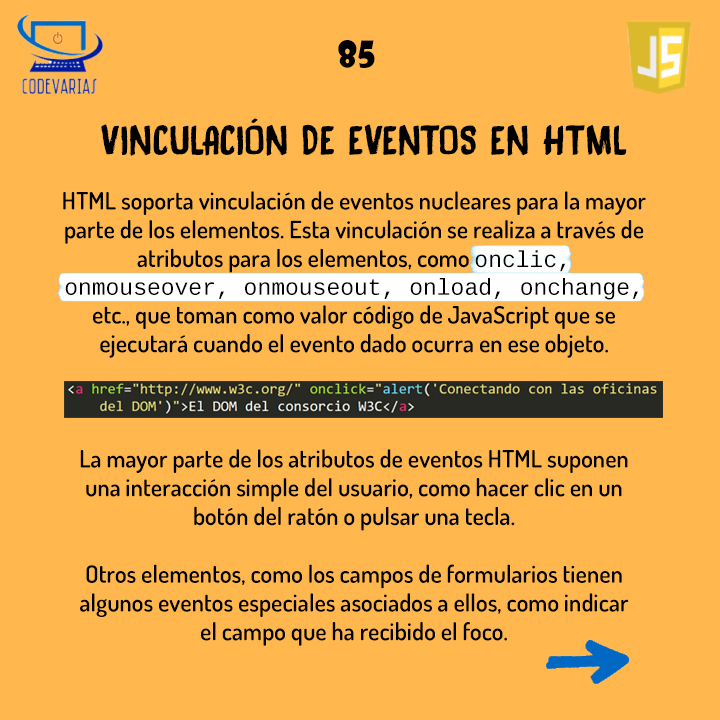 CODEVARIAS
85
JS
VINCULACIÓN DE EVENTOS EN HTML
HTML soporta vinculación de eventos nucleares para la mayor
parte de los elementos. Esta vinculación se realiza a través de
atributos para los elementos, como onclic,
onmouseover, onmouseout, onload, onchange,
etc., que toman como valor código de JavaScript que se
ejecutará cuando el evento dado ocurra en ese objeto.
<a href="http://www.w3c.org/" onclick="alert('Conectando con las oficinas
del DOM')">El DOM del consorcio W3C</a>
La mayor parte de los atributos de eventos HTML suponen
una interacción simple del usuario, como hacer clic en un
botón del ratón o pulsar una tecla.
Otros elementos, como los campos de formularios tienen
algunos eventos especiales asociados a ellos, como indicar
el campo que ha recibido el foco.